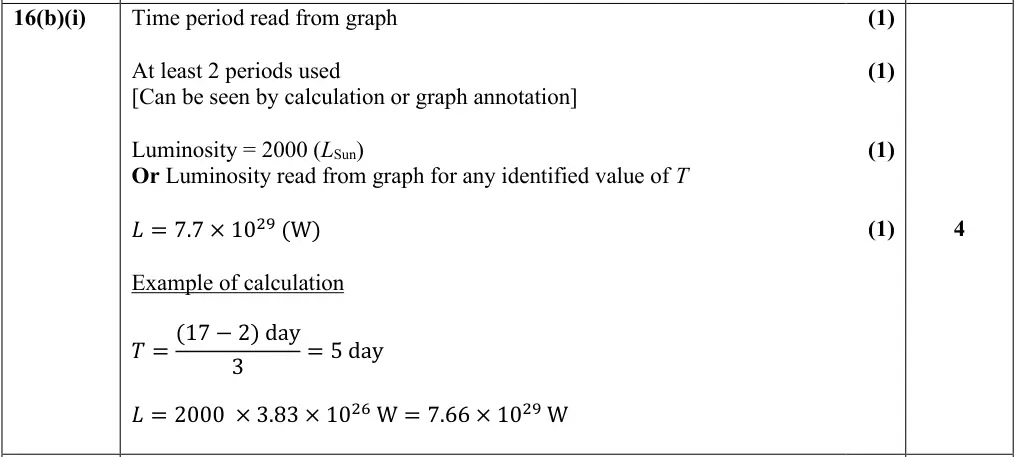 16(b)(i) Time period read from graph (1)
At least 2 periods used (1)
[Can be seen by calculation or graph annotation]
Luminosity = 2000 (L_Sun) (1)
Or Luminosity read from graph for any identified value of T
L = 7.7 × 10^29 (W) (1) 4
Example of calculation
T = (17 − 2) day / 3 = 5 day
L = 2000 × 3.83 × 10^26 W = 7.66 × 10^29 W